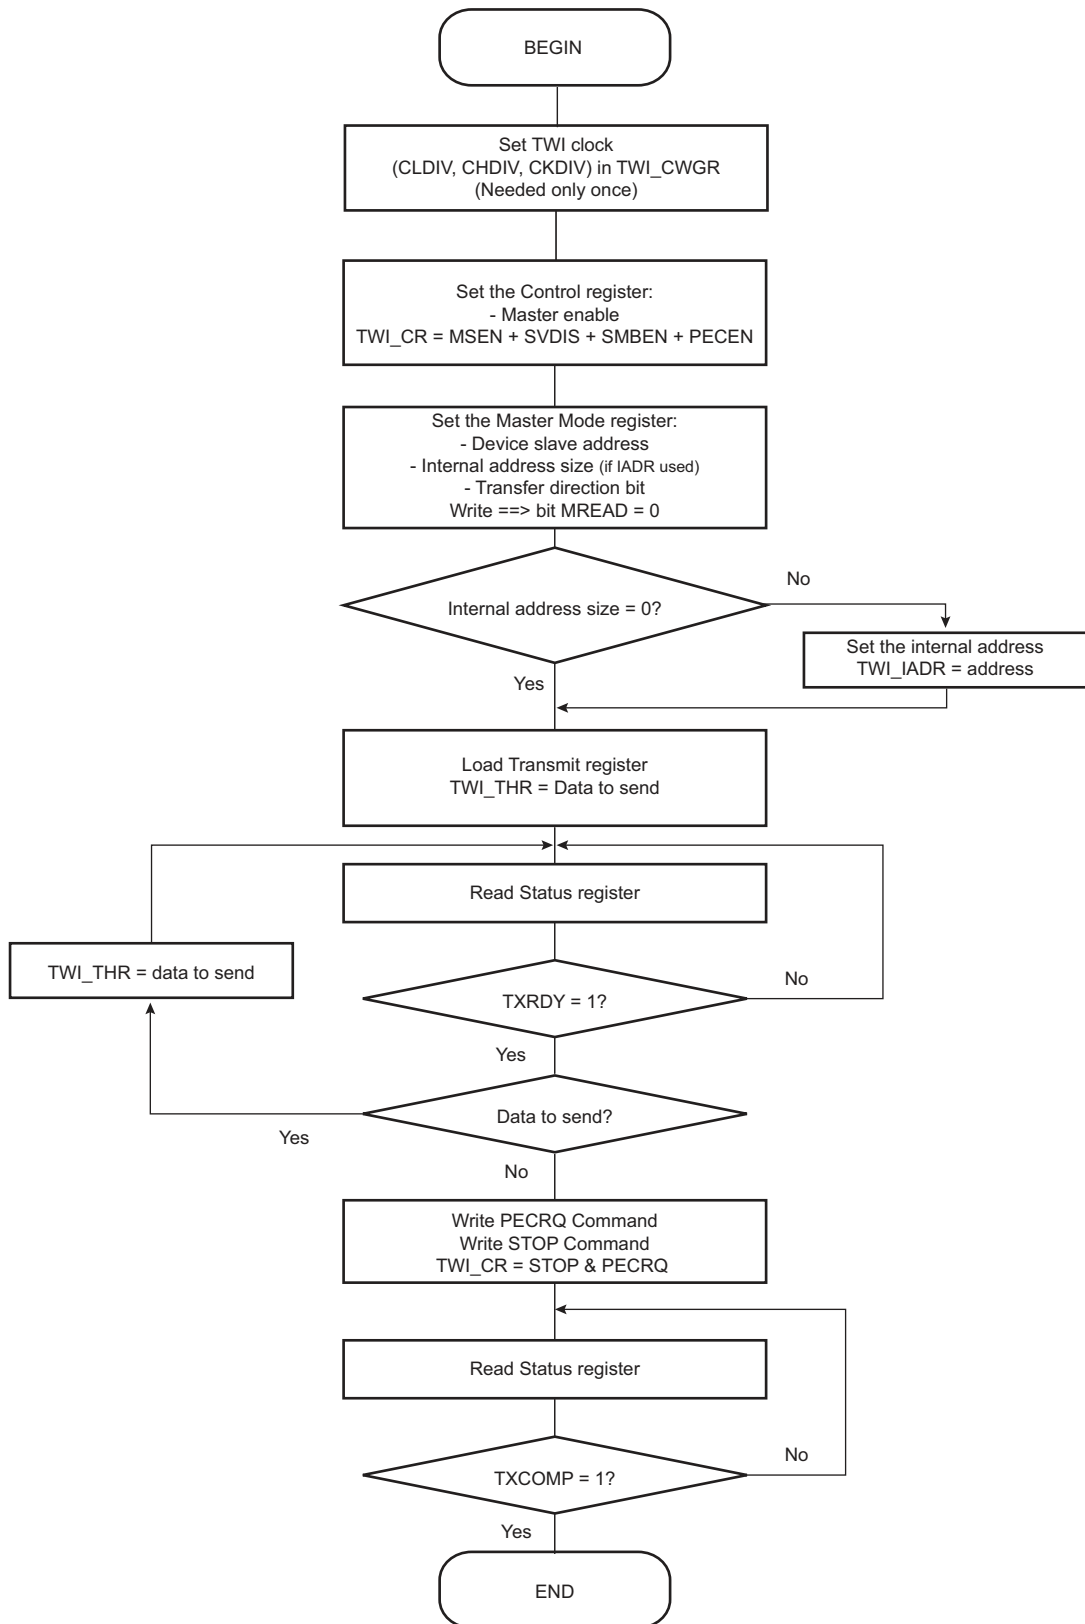 BEGIN
Set TWI clock
(CLDIV, CHDIV, CKDIV) in TWI_CWGR
(Needed only once)
Set the Control register:
- Master enable
TWI_CR = MSEN + SVDIS + SMBEN + PECEN
Set the Master Mode register:
- Device slave address
- Internal address size (if IADR used)
- Transfer direction bit
Write ==> bit MREAD = 0
Internal address size = 0?
No
Set the internal address
TWI_IADR = address
Yes
Load Transmit register
TWI_THR = Data to send
Read Status register
TWI_THR = data to send
TXRDY = 1?
No
Yes
Data to send?
Yes
No
Write PECRQ Command
Write STOP Command
TWI_CR = STOP & PECRQ
Read Status register
TXCOMP = 1?
No
Yes
END